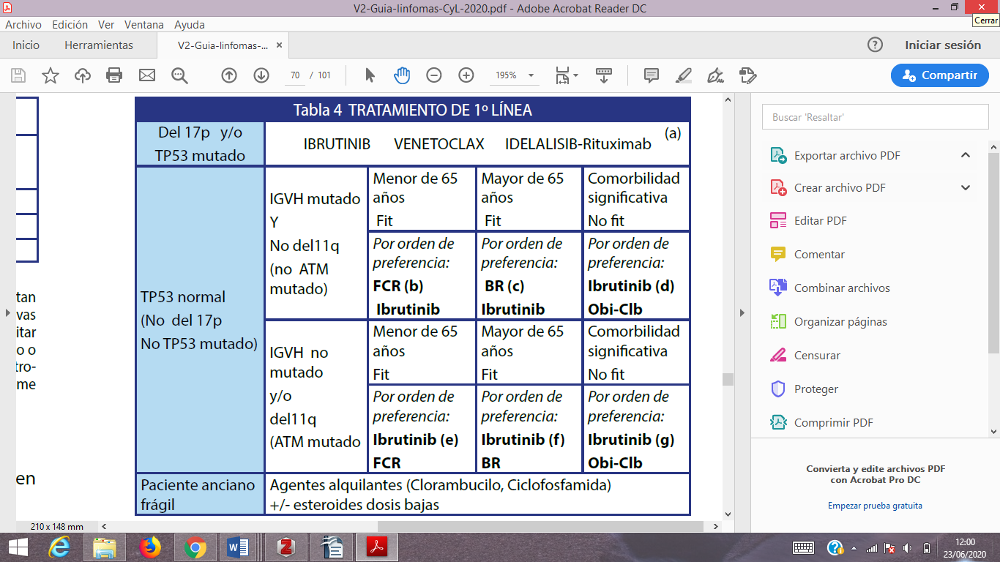 V2-Guia-linfomas-CyL-2020.pdf - Adobe Acrobat Reader DC
Cerrar
Archivo Edición Ver Ventana Ayuda
Inicio Herramientas V2-Guia-linfomas-... Iniciar sesión
70 / 101 195% Compartir
Tabla 4 TRATAMIENTO DE 1º LÍNEA
Del 17p y/o
TP53 mutado
IBRUTINIB VENETOCLAX IDELALISIB-Rituximab (a)
TP53 normal
(No del 17p
No TP53 mutado)
IGVH mutado
Y
No del11q
(no ATM
mutado)
Menor de 65
años
Fit
Mayor de 65
años
Fit
Comorbilidad
significativa
No fit
Por orden de
preferencia:
FCR (b)
Ibrutinib
Por orden de
preferencia:
BR (c)
Ibrutinib
Por orden de
preferencia:
Ibrutinib (d)
Obi-Clb
IGVH no
mutado
y/o
del11q
(ATM mutado
Menor de 65
años
Fit
Mayor de 65
años
Fit
Comorbilidad
significativa
No fit
Por orden de
preferencia:
Ibrutinib (e)
FCR
Por orden de
preferencia:
Ibrutinib (f)
BR
Por orden de
preferencia:
Ibrutinib (g)
Obi-Clb
Paciente anciano
frágil
Agentes alquilantes (Clorambucilo, Ciclofosfamida)
+/- esteroides dosis bajas
tan
vas
itar
o o
tro-
me
en
210 x 148 mm
Buscar 'Resaltar'
Exportar archivo PDF
Crear archivo PDF
Editar PDF
Comentar
Combinar archivos
Organizar páginas
Censurar
Proteger
Comprimir PDF
Convierta y edite archivos PDF
con Acrobat Pro DC
Empezar prueba gratuita
12:00
23/06/2020